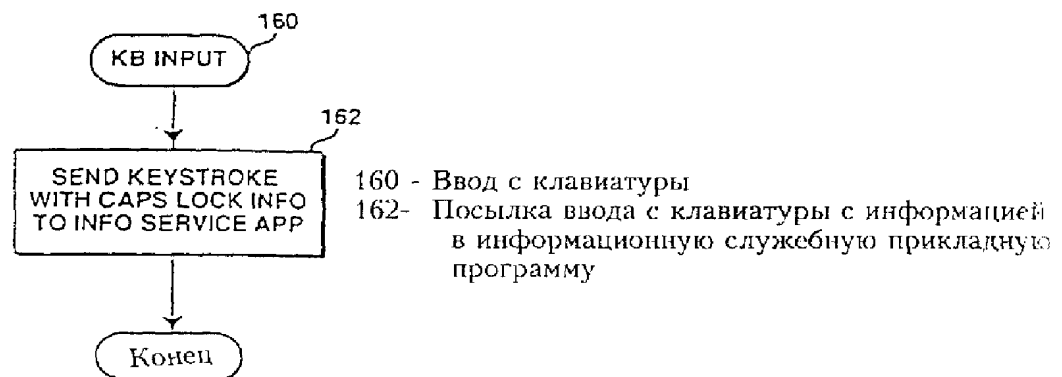 160
KB INPUT
162
SEND KEYSTROKE
WITH CAPS LOCK INFO
TO INFO SERVICE APP
160 - Ввод с клавиатуры
162- Посылка ввода с клавиатуры с информацией
в информационную служебную прикладную
программу
Конец